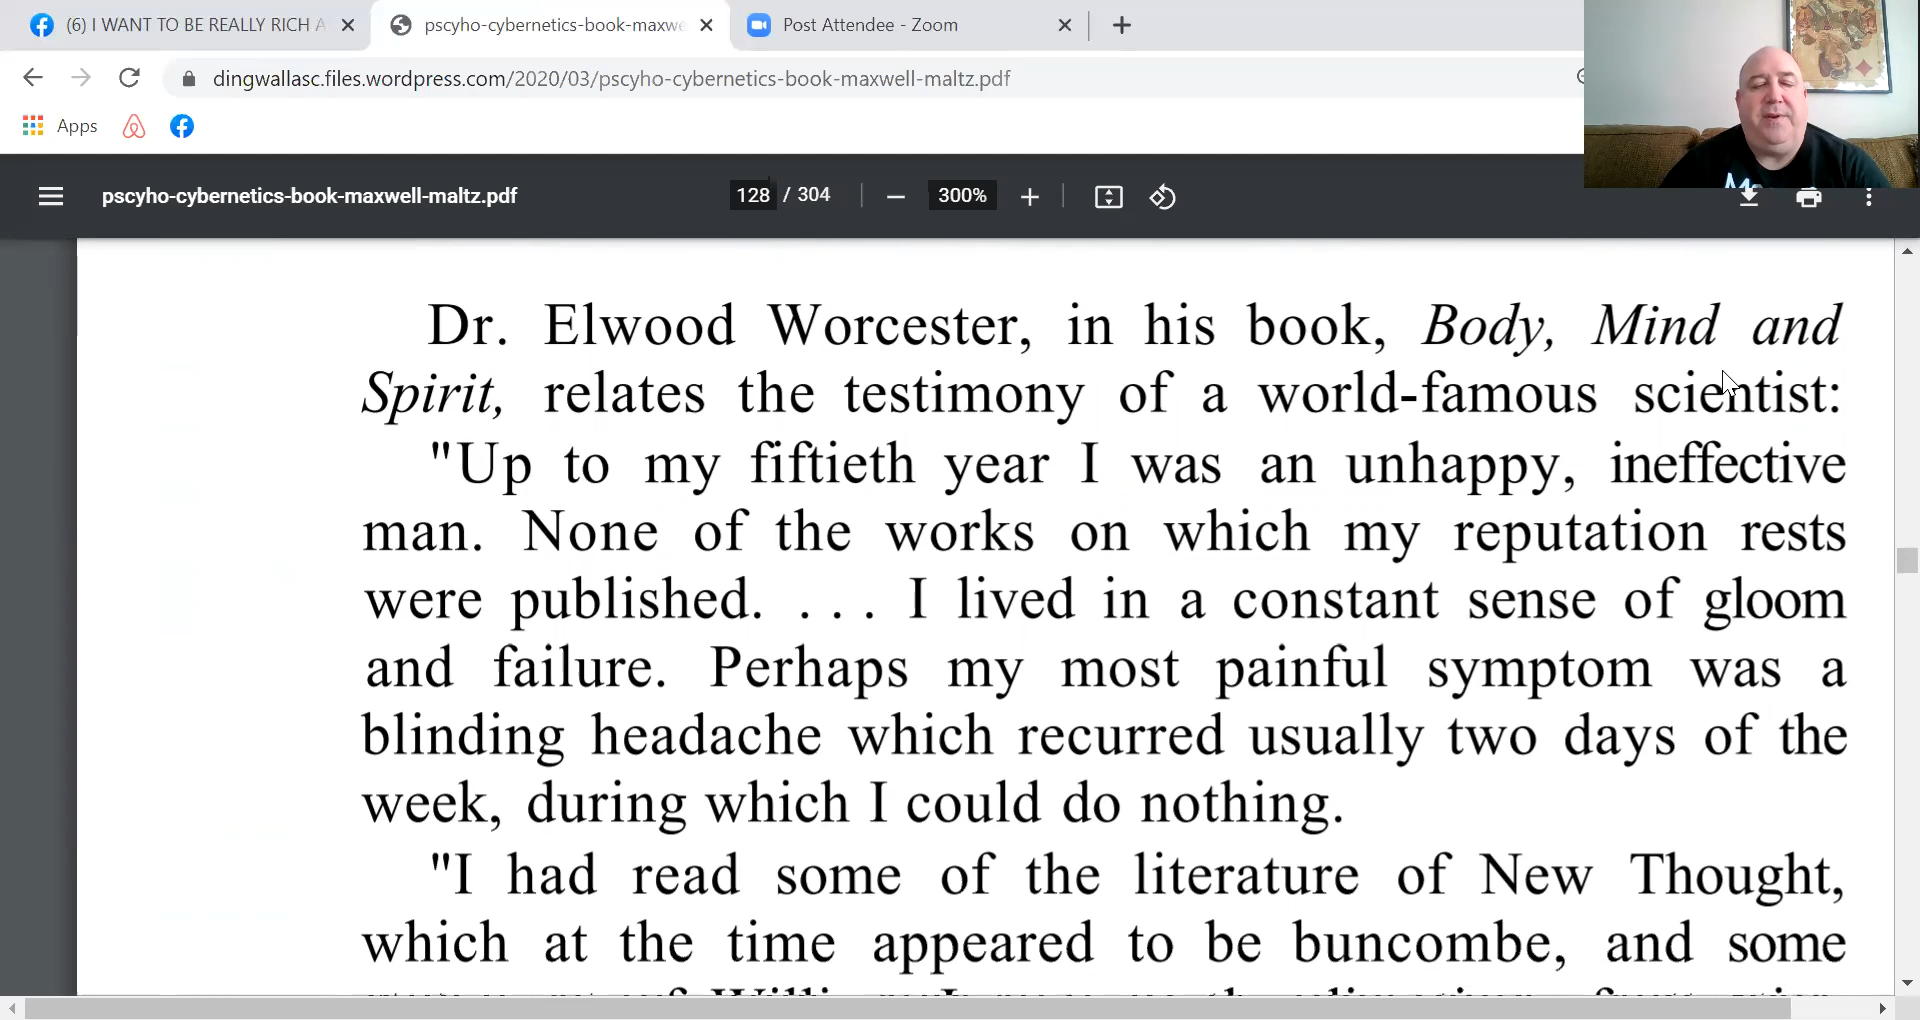 (6) I WANT TO BE REALLY RICH A
pscyho-cybernetics-book-maxwe
Post Attendee - Zoom
dingwallasc.files.wordpress.com/2020/03/pscyho-cybernetics-book-maxwell-maltz.pdf
Apps
pscyho-cybernetics-book-maxwell-maltz.pdf
128 / 304
300%
Dr. Elwood Worcester, in his book, Body, Mind and
Spirit, relates the testimony of a world-famous scientist:
"Up to my fiftieth year I was an unhappy, ineffective
man. None of the works on which my reputation rests
were published. . . . I lived in a constant sense of gloom
and failure. Perhaps my most painful symptom was a
blinding headache which recurred usually two days of the
week, during which I could do nothing.
"I had read some of the literature of New Thought,
which at the time appeared to be buncombe, and some